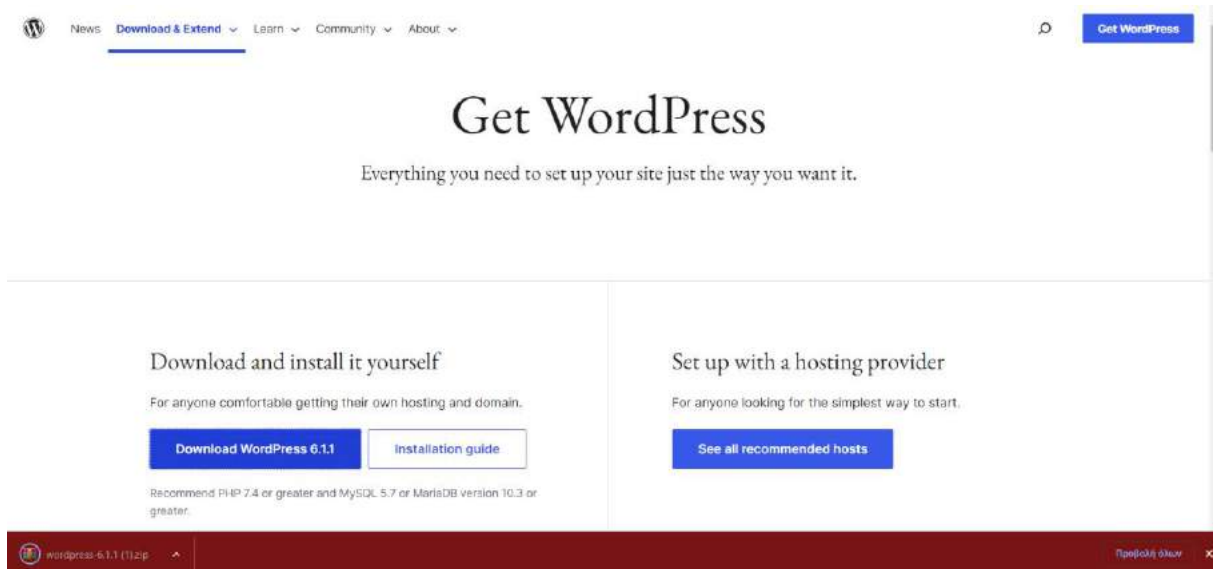 News Download & Extend Learn Community About Get WordPress
Get WordPress
Everything you need to set up your site just the way you want it.
Download and install it yourself
For anyone comfortable getting their own hosting and domain.
Download WordPress 6.1.1 Installation guide
Recommend PHP 7.4 or greater and MySQL 5.7 or MariaDB version 10.3 or
greater.
Set up with a hosting provider
For anyone looking for the simplest way to start.
See all recommended hosts
wordpress-6.1.1 (1).zip Προβολή όλων